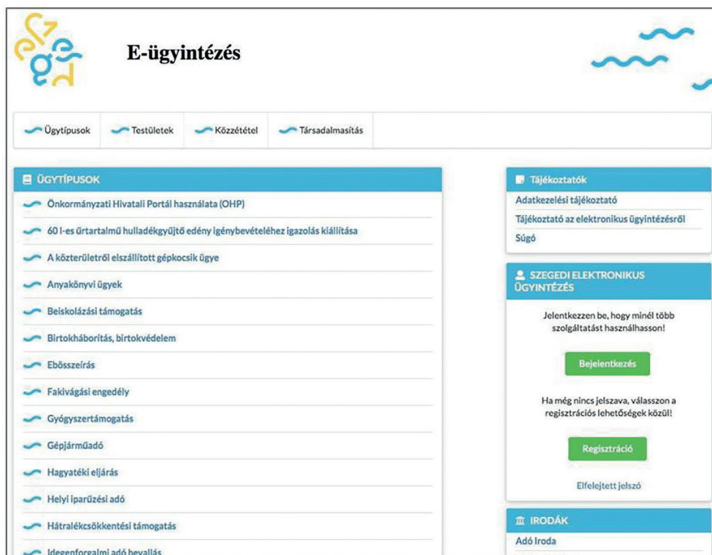 E-ügyintézés
Ügytípusok
Testületek
Közzététel
Társadalmasítás
ÜGYTÍPUSOK
Önkormányzati Hivatali Portál használata (OHP)
60 l-es űrtartalmú hulladékgyűjtő edény igénybevételéhez igazolás kiállítása
A közterületről elszállított gépkocsik ügye
Anyakönyvi ügyek
Beiskolázási támogatás
Birtokháborítás, birtokvédelem
Ebösszeírás
Fakivágási engedély
Gyógyszertámogatás
Gépjárműadó
Hagyatéki eljárás
Helyi iparűzési adó
Hátralékcsökkentési támogatás
Idegenforgalmi adó bevallás
Tájékoztatók
Adatkezelési tájékoztató
Tájékoztató az elektronikus ügyintézésről
Súgó
SZEGEDI ELEKTRONIKUS
ÜGYINTÉZÉS
Jelentkezzen be, hogy minél több
szolgáltatást használhasson!
Bejelentkezés
Ha még nincs jelszava, válasszon a
regisztrációs lehetőségek közül!
Regisztráció
Elfelejtett jelszó
IRODÁK
Adó Iroda